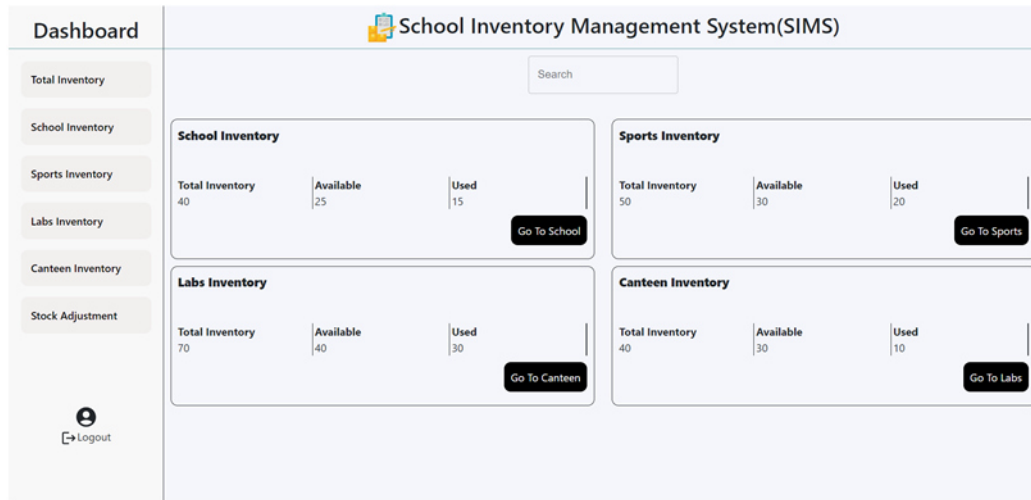 Dashboard
School Inventory Management System(SIMS)
Search
Total Inventory
School Inventory
Sports Inventory
Labs Inventory
Canteen Inventory
Stock Adjustment
Logout
School Inventory
Total Inventory Available Used
40 25 15
Go To School
Sports Inventory
Total Inventory Available Used
50 30 20
Go To Sports
Labs Inventory
Total Inventory Available Used
70 40 30
Go To Canteen
Canteen Inventory
Total Inventory Available Used
40 30 10
Go To Labs